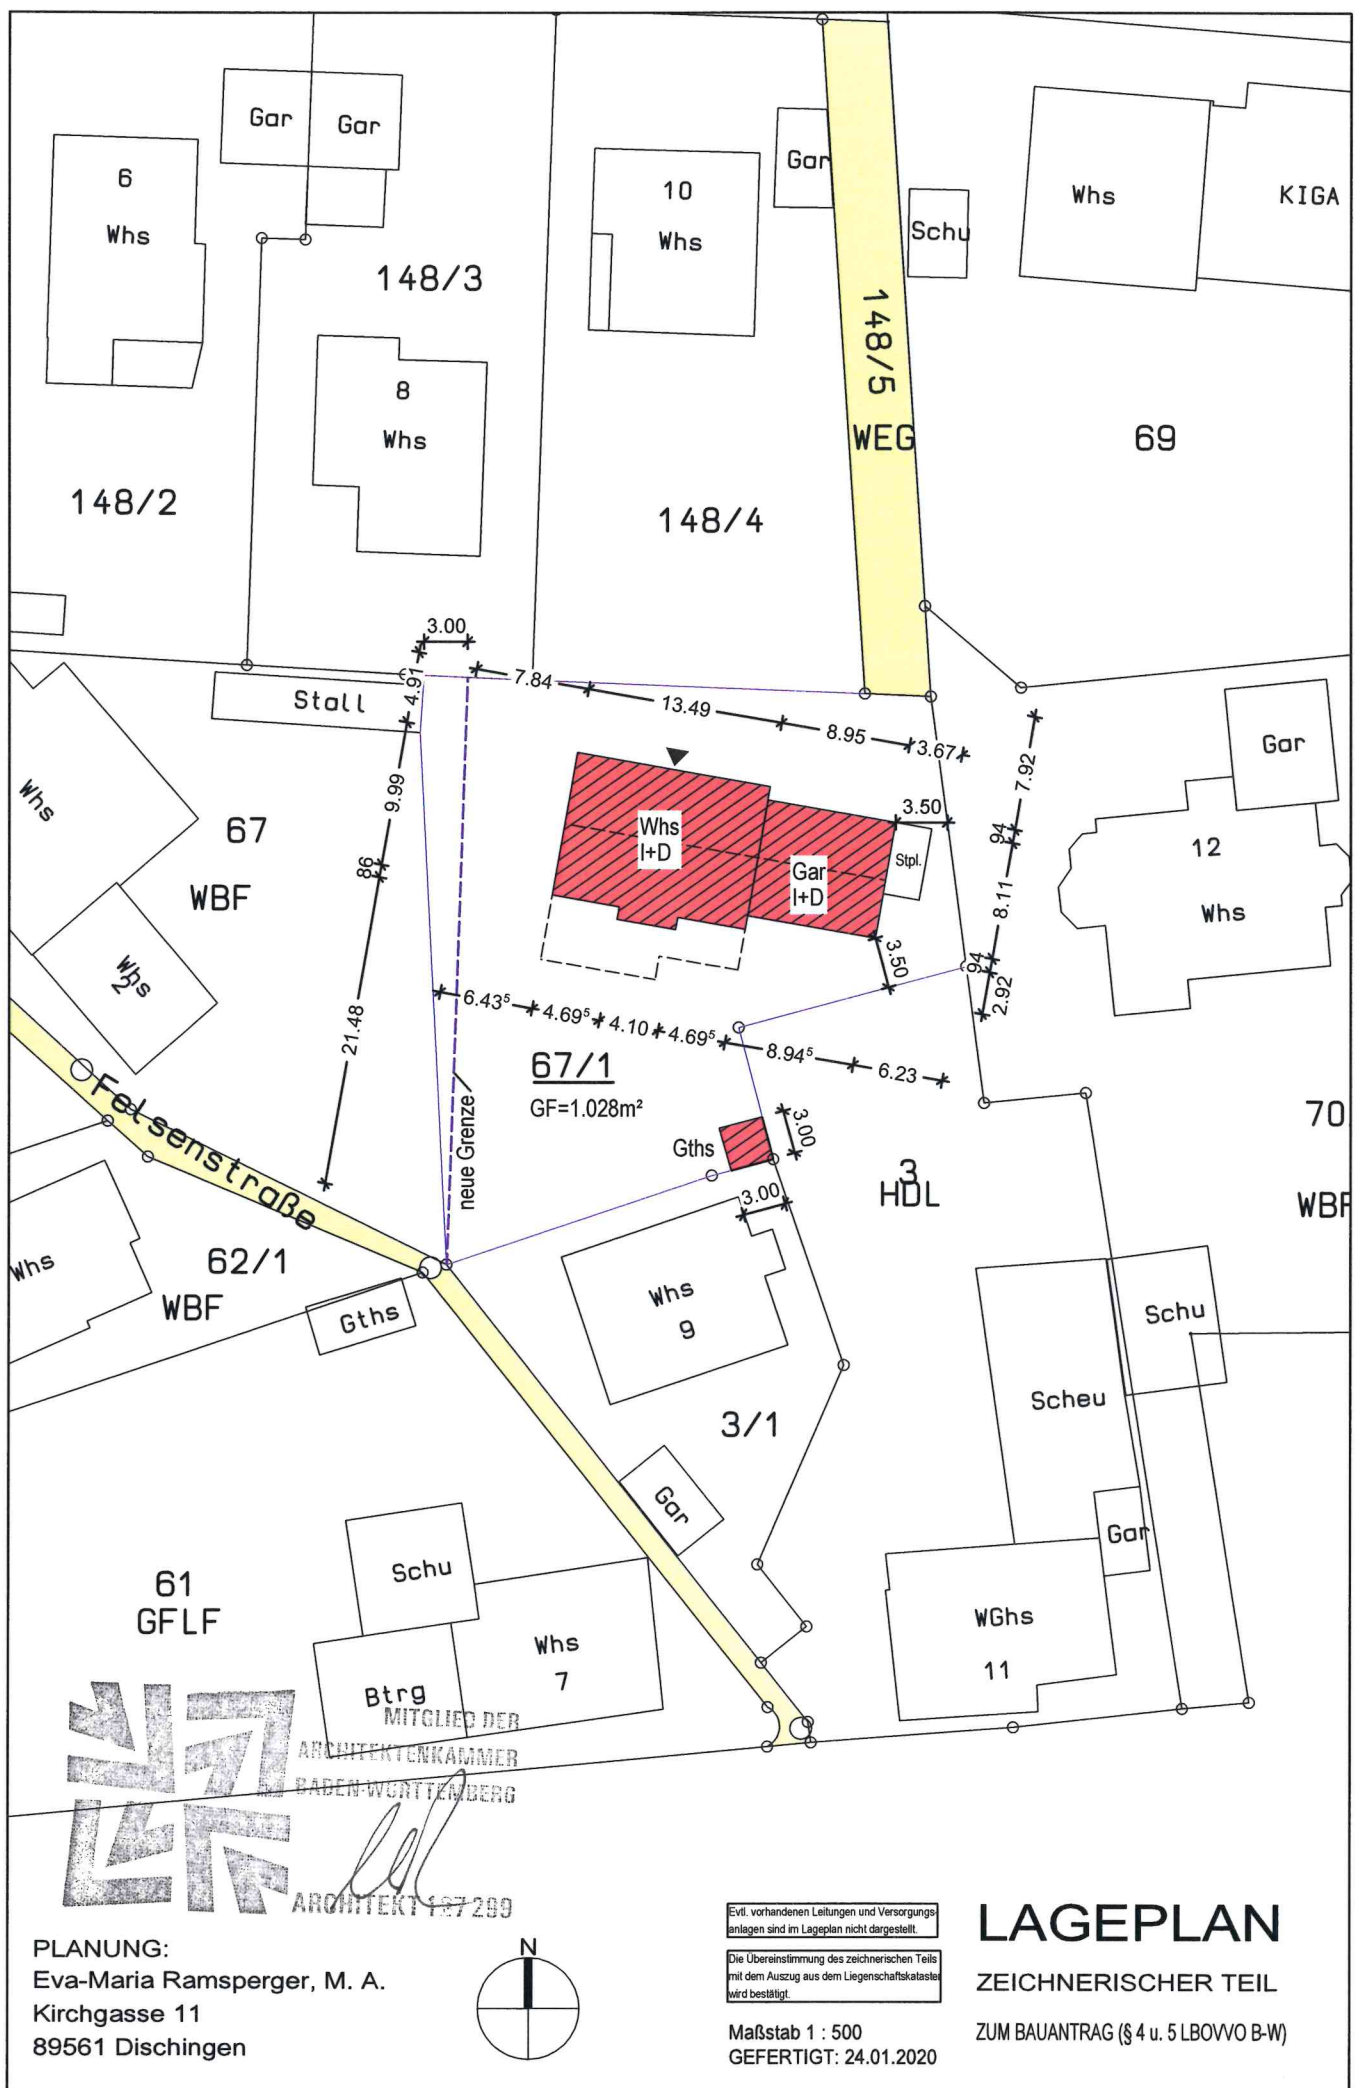 Gar
Gar
6
Whs
148/3
10
Whs
Gar
Schu
Whs
KIGA
8
Whs
148/2
148/4
148/5
WEG
69
3.00
7.84
4.91
Stall
13.49
8.95
3.67
7.92
Gar
Whs
9.99
67
WBF
86
Whs
I+D
Gar
I+D
3.50
Stpl.
94
8.11
12
Whs
Whs
2
21.48
3.50
94
2.92
6.43⁵
4.69⁵
4.10
4.69⁵
8.94⁵
6.23
67/1
GF=1.028m²
Felsenstraße
neue Grenze
Gths
3.00
3.00
3
HDL
70
WBF
Whs
62/1
WBF
Gths
Whs
9
Schu
Scheu
3/1
Gar
Gar
61
GFLF
Schu
Whs
7
Btrg
WGhs
11
MITGLIED DER
ARCHITEKTENKAMMER
BADEN-WÜRTTEMBERG
ARCHITEKT 187 299
PLANUNG:
Eva-Maria Ramsperger, M. A.
Kirchgasse 11
89561 Dischingen
N
Evtl. vorhandenen Leitungen und Versorgungs-
anlagen sind im Lageplan nicht dargestellt.
Die Übereinstimmung des zeichnerischen Teils
mit dem Auszug aus dem Liegenschaftskataster
wird bestätigt.
Maßstab 1 : 500
GEFERTIGT: 24.01.2020
LAGEPLAN
ZEICHNERISCHER TEIL
ZUM BAUANTRAG (§ 4 u. 5 LBOVVO B-W)